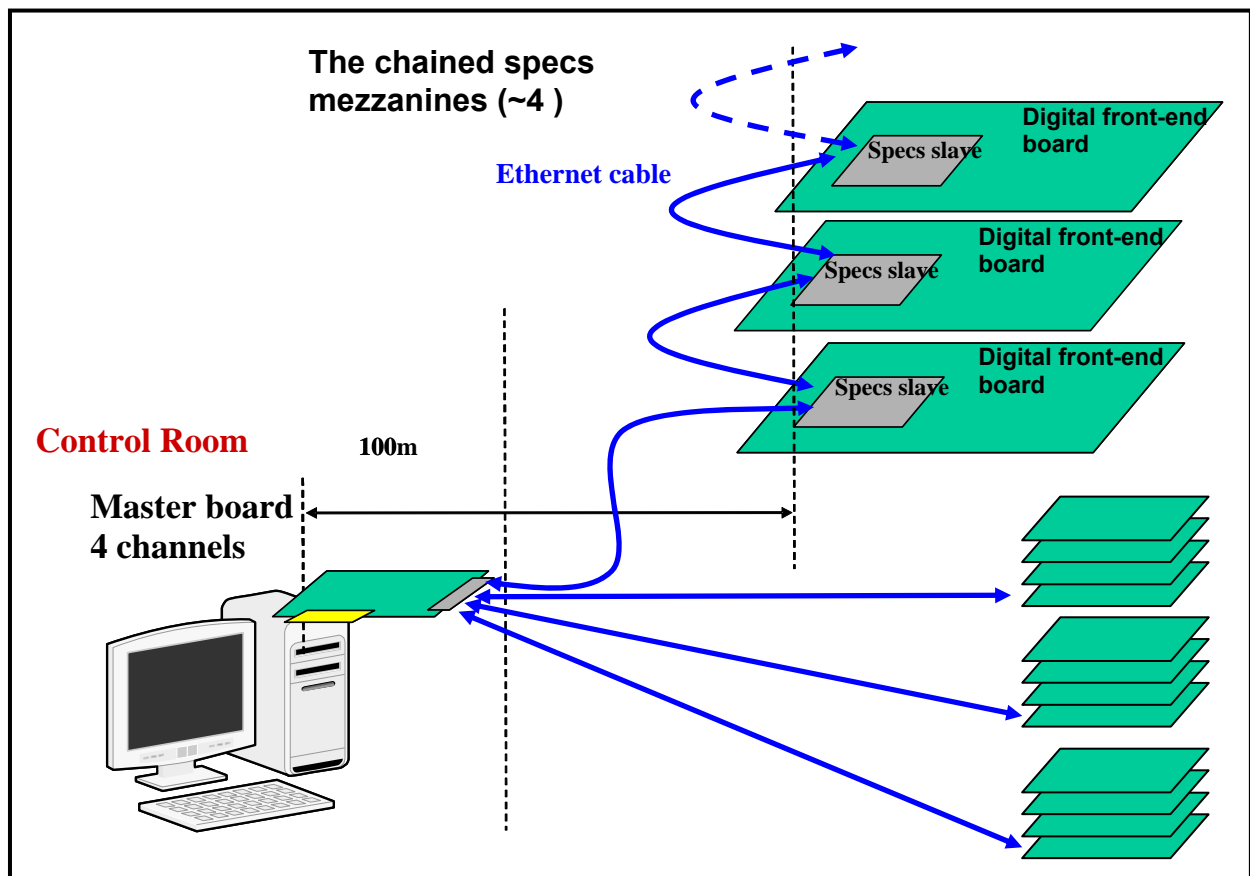 The chained specs
mezzanines (~4 )
Digital front-end
board
Specs slave
Ethernet cable
Digital front-end
board
Specs slave
Digital front-end
board
Specs slave
Control Room
100m
Master board
4 channels